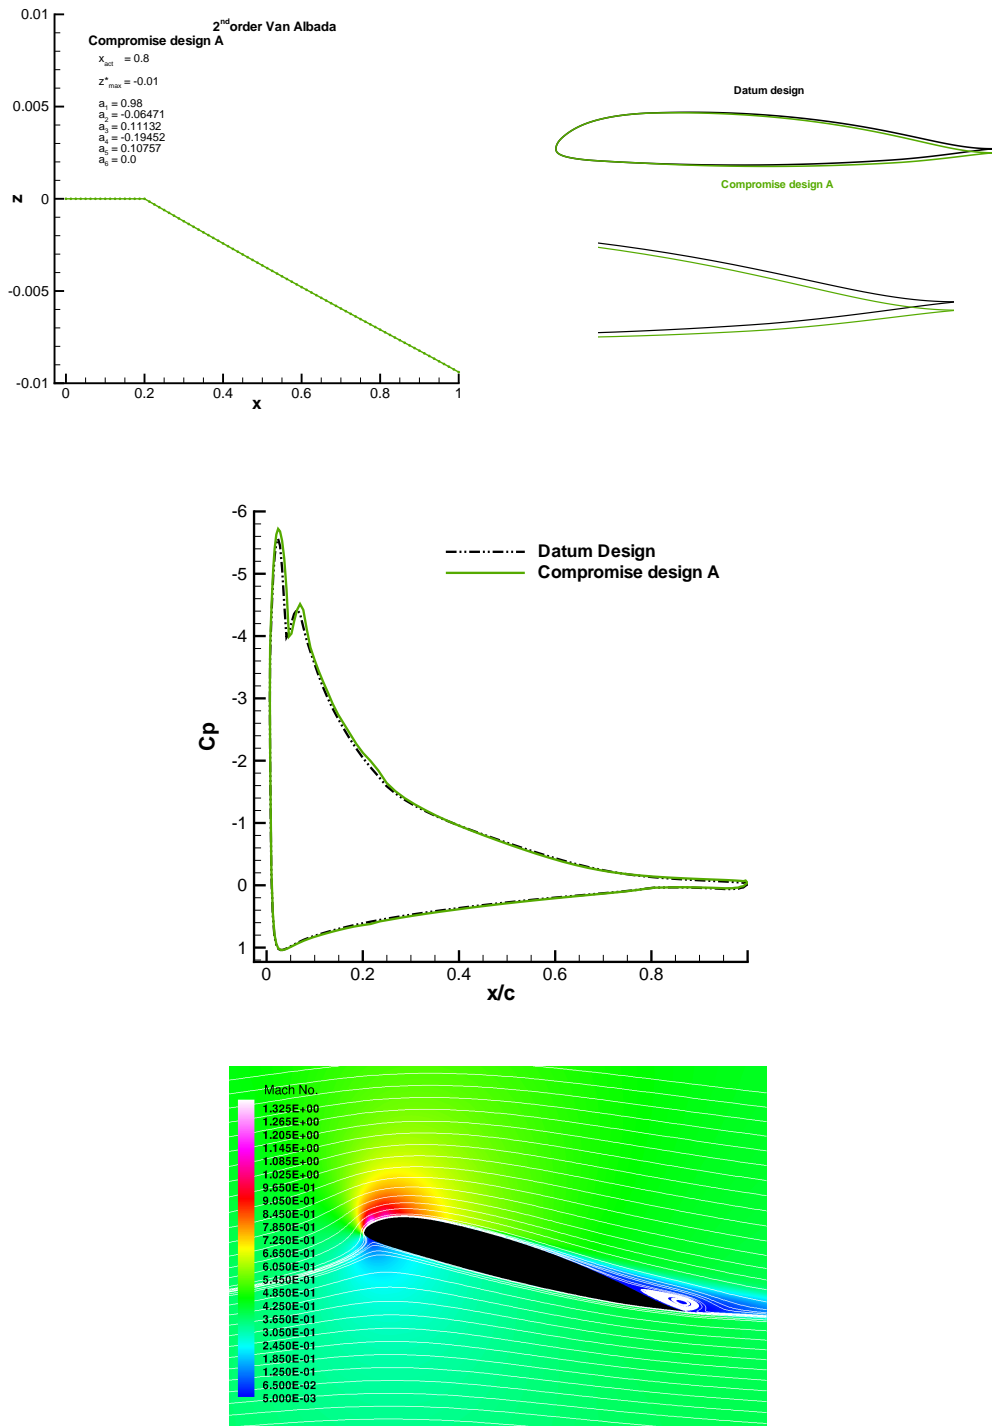 0.01
2nd order Van Albada
Compromise design A
xact = 0.8
z*max = -0.01
a1 = 0.98
a2 = -0.06471
a3 = 0.11132
a4 = -0.19452
a5 = 0.10757
a6 = 0.0
0.005
z
0
-0.005
-0.01
0 0.2 0.4 0.6 0.8 1
x
Datum design
Compromise design A
-6
-5
-4
-3
-2
-1
0
1
Cp
Datum Design
Compromise design A
0 0.2 0.4 0.6 0.8
x/c
Mach No.
1.325E+00
1.265E+00
1.205E+00
1.145E+00
1.085E+00
1.025E+00
9.650E-01
9.050E-01
8.450E-01
7.850E-01
7.250E-01
6.650E-01
6.050E-01
5.450E-01
4.850E-01
4.250E-01
3.650E-01
3.050E-01
2.450E-01
1.850E-01
1.250E-01
6.500E-02
5.000E-03